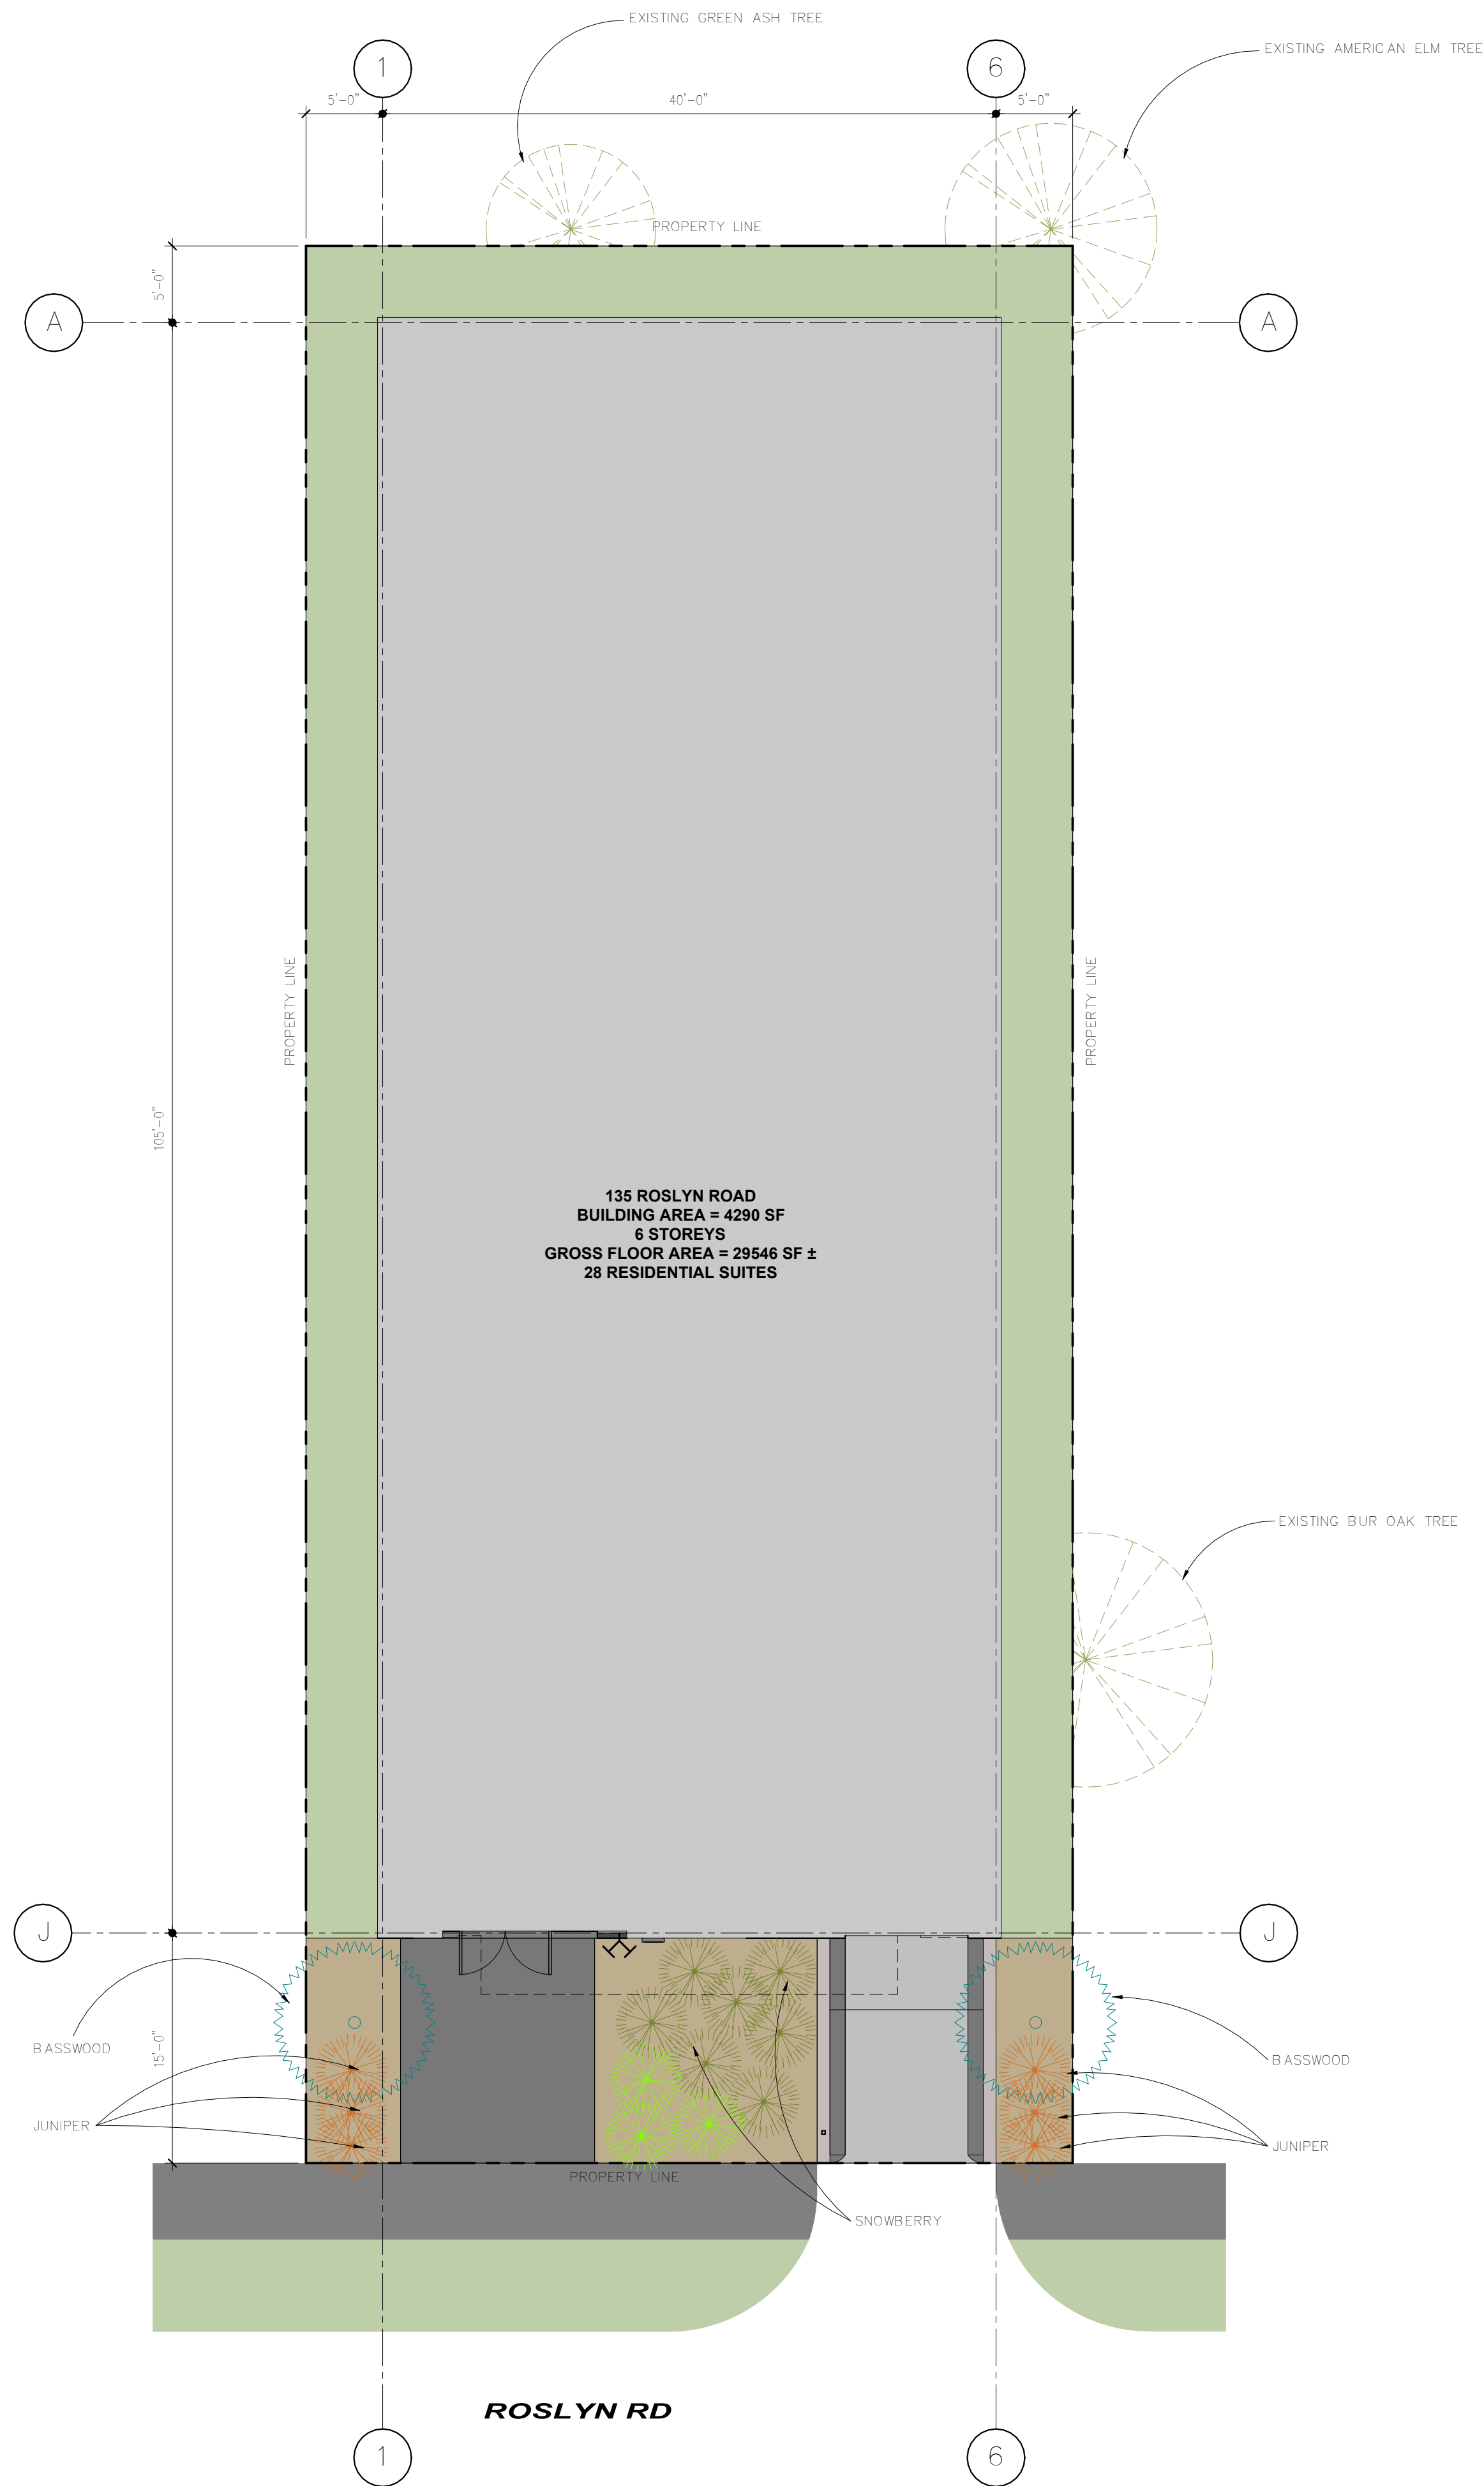 EXISTING GREEN ASH TREE
EXISTING AMERICAN ELM TREE
1
6
5'-0"
40'-0"
5'-0"
PROPERTY LINE
5'-0"
A
A
PROPERTY LINE
PROPERTY LINE
105'-0"
135 ROSLYN ROAD
BUILDING AREA = 4290 SF
6 STOREYS
GROSS FLOOR AREA = 29546 SF ±
28 RESIDENTIAL SUITES
EXISTING BUR OAK TREE
J
J
15'-0"
BASSWOOD
BASSWOOD
JUNIPER
JUNIPER
PROPERTY LINE
SNOWBERRY
ROSLYN RD
1
6